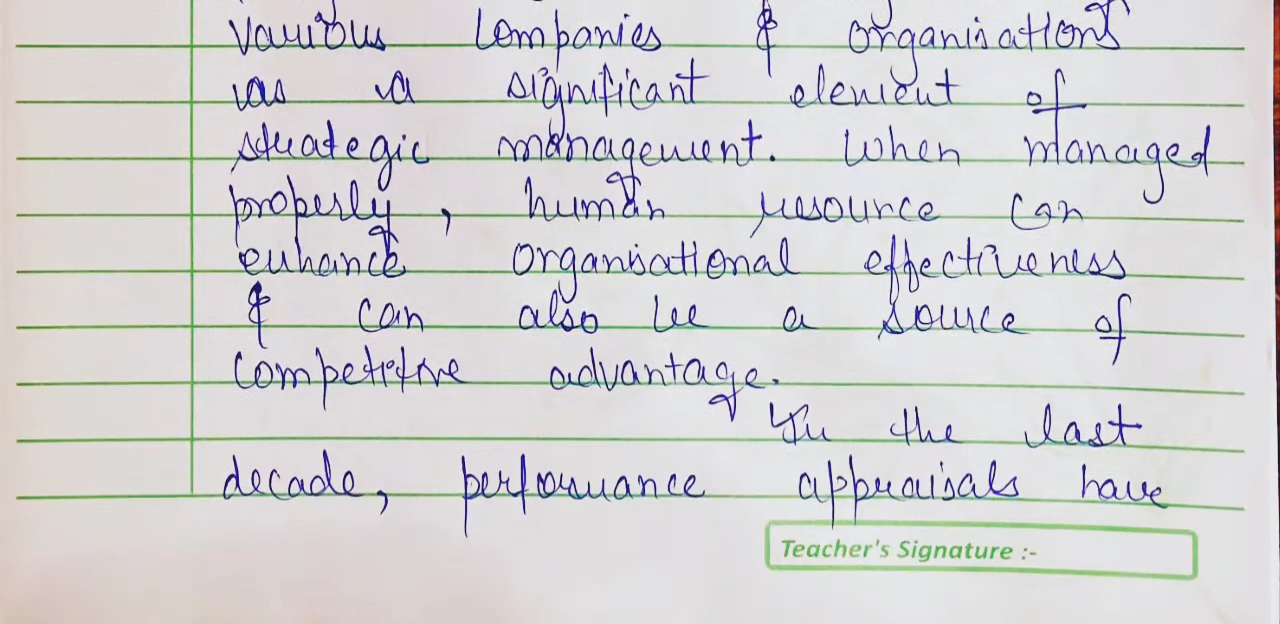 various companies & organisations
as a significant element of
strategic management. When managed
properly, human resource can
enhance organisational effectiveness
& can also be a source of
competitive advantage.
In the last
decade, performance appraisals have
Teacher's Signature :-